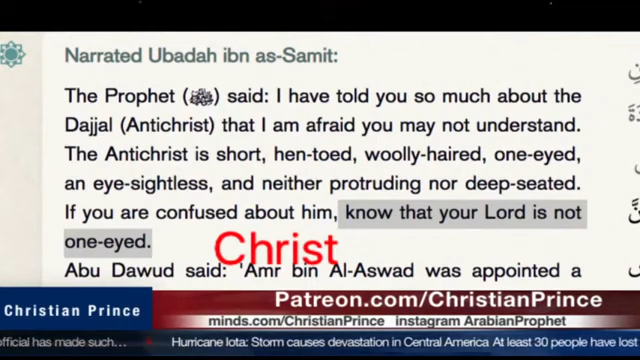 Narrated Ubadah ibn as-Samit:
The Prophet (ﷺ) said: I have told you so much about the
Dajjal (Antichrist) that I am afraid you may not understand.
The Antichrist is short, hen-toed, woolly-haired, one-eyed,
an eye-sightless, and neither protruding nor deep-seated.
If you are confused about him, know that your Lord is not
one-eyed.
Christ
Abu Dawud said: 'Amr bin Al-Aswad was appointed a
Christian Prince
Patreon.com/ChristianPrince
minds.com/ChristianPrince instagram ArabianProphet
official has made such... Hurricane Iota: Storm causes devastation in Central America At least 30 people have lost